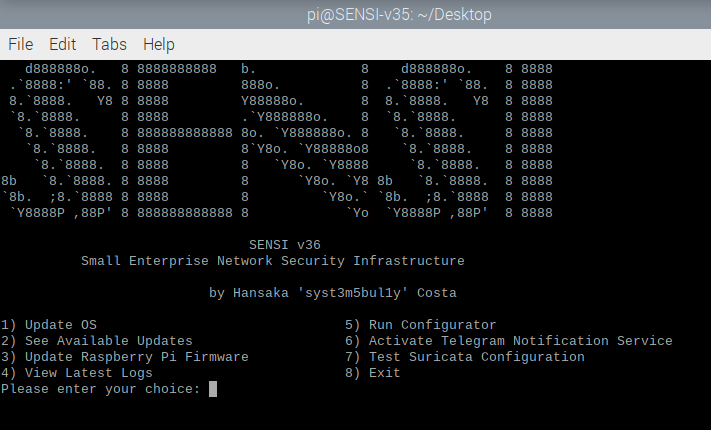 pi@SENSI-v35: ~/Desktop
File Edit Tabs Help
   d888888o.   8 8888888888   b.             8    d888888o.    8 8888
 .`8888:' `88. 8 8888         888o.          8  .`8888:' `88.  8 8888
 8.`8888.   Y8 8 8888         Y88888o.       8  8.`8888.   Y8  8 8888
 `8.`8888.     8 8888         .`Y888888o.    8  `8.`8888.      8 8888
  `8.`8888.    8 888888888888 8o. `Y888888o. 8   `8.`8888.     8 8888
   `8.`8888.   8 8888         8`Y8o. `Y88888o8    `8.`8888.    8 8888
    `8.`8888.  8 8888         8   `Y8o. `Y8888     `8.`8888.   8 8888
8b   `8.`8888. 8 8888         8      `Y8o. `Y8 8b   `8.`8888.  8 8888
`8b.  ;8.`8888 8 8888         8         `Y8o.` `8b.  ;8.`8888  8 8888
 `Y8888P ,88P' 8 888888888888 8            `Yo  `Y8888P ,88P'  8 8888
SENSI v36
Small Enterprise Network Security Infrastructure
by Hansaka 'syst3m5bul1y' Costa
1) Update OS 5) Run Configurator
2) See Available Updates 6) Activate Telegram Notification Service
3) Update Raspberry Pi Firmware 7) Test Suricata Configuration
4) View Latest Logs 8) Exit
Please enter your choice: